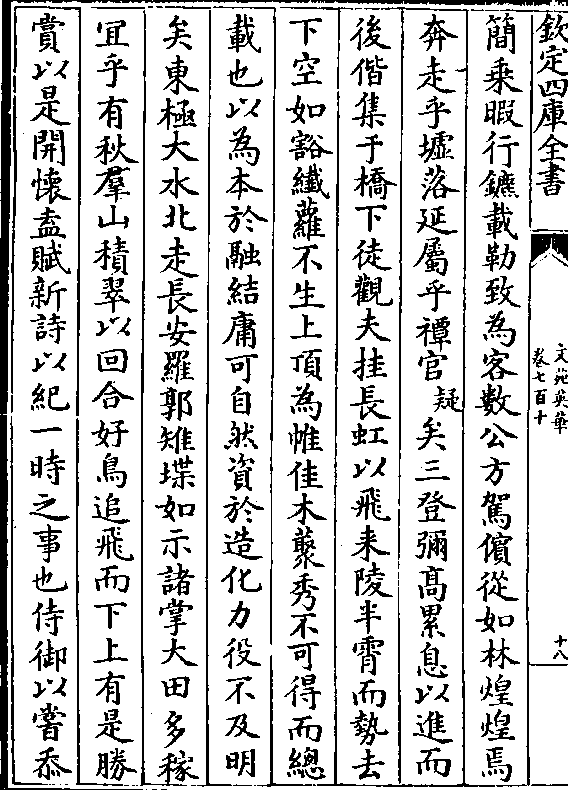 欽定四庫全書
文苑英華
卷七百十
十八
簡乗暇行鑣載勒致為客數公方駕儐從如林煌煌焉
奔走乎墟落延屬乎禫官疑矣三登彌髙累息以進而
後偕集于橋下徒觀夫挂長虹以飛来陵半霄而勢去
下空如豁纎蘿不生上頂為帷佳木藂秀不可得而總
載也以為本於融結庸可自然資於造化力役不及明
矣東極大水北走長安羅郭雉堞如示諸掌大田多稼
宜乎有秋羣山積翠以回合好鳥追飛而下上有是勝
賞以是開懐盍賦新詩以紀一時之事也侍御以嘗忝